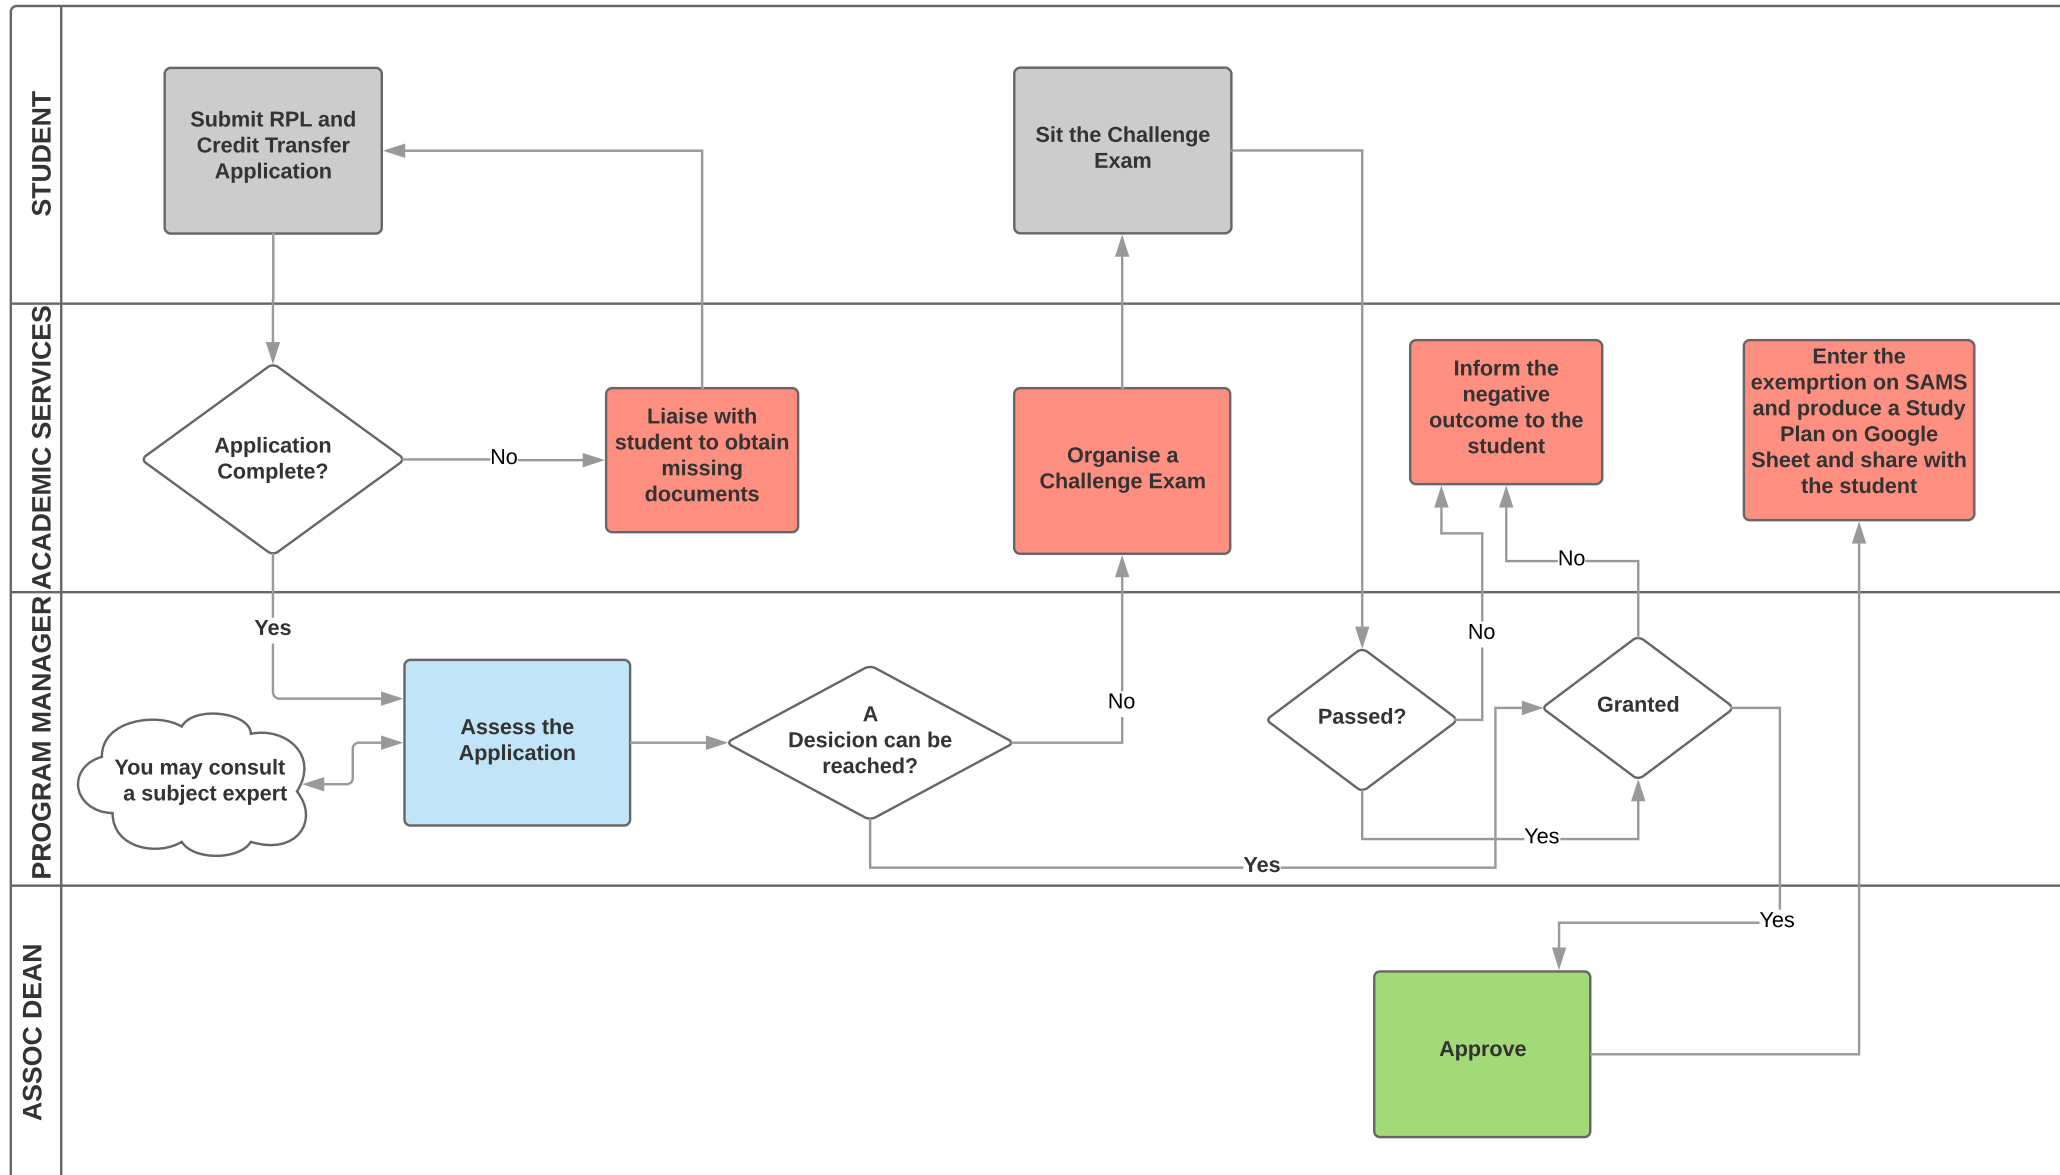 STUDENT
Submit RPL and
Credit Transfer
Application
Sit the Challenge
Exam
ACADEMIC SERVICES
Application
Complete?
No
Liaise with
student to obtain
missing
documents
Organise a
Challenge Exam
Inform the
negative
outcome to the
student
Enter the
exemprtion on SAMS
and produce a Study
Plan on Google
Sheet and share with
the student
No
PROGRAM MANAGER
Yes
You may consult
a subject expert
Assess the
Application
A
Desicion can be
reached?
No
Yes
Passed?
No
Yes
Granted
ASSOC DEAN
Yes
Approve